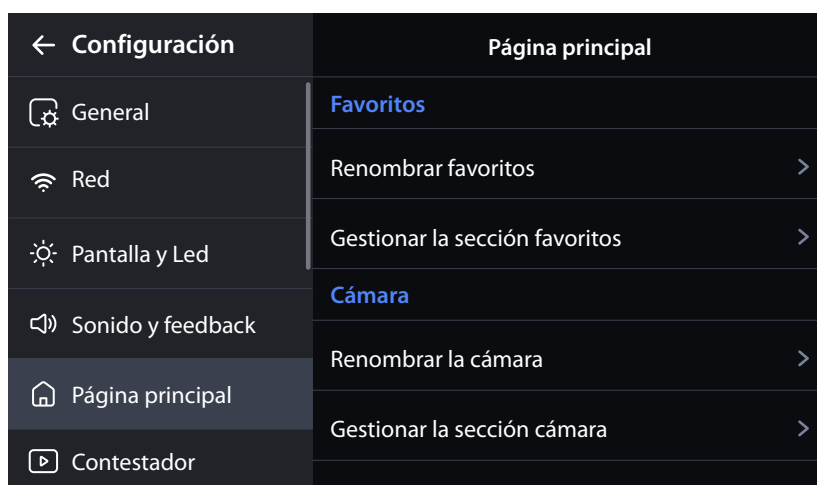 Configuración
General
Red
Pantalla y Led
Sonido y feedback
Página principal
Contestador
Página principal
Favoritos
Renombrar favoritos
Gestionar la sección favoritos
Cámara
Renombrar la cámara
Gestionar la sección cámara